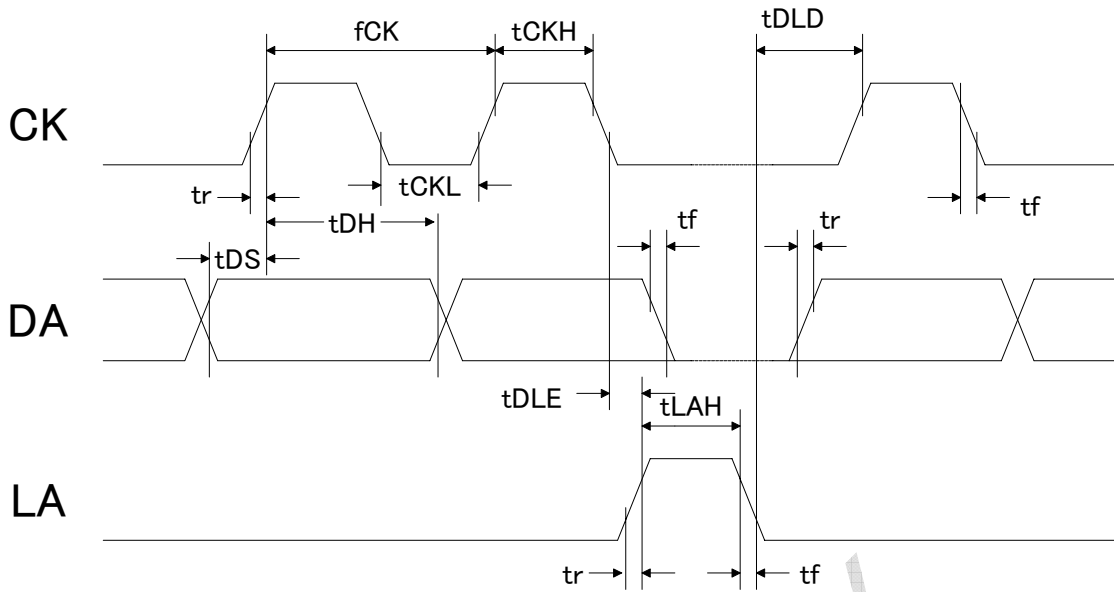 fCK
tCKH
tDLD
CK
tr
tCKL
tDH
tf
tDS
tf
tr
DA
tDLE
tLAH
LA
tr
tf